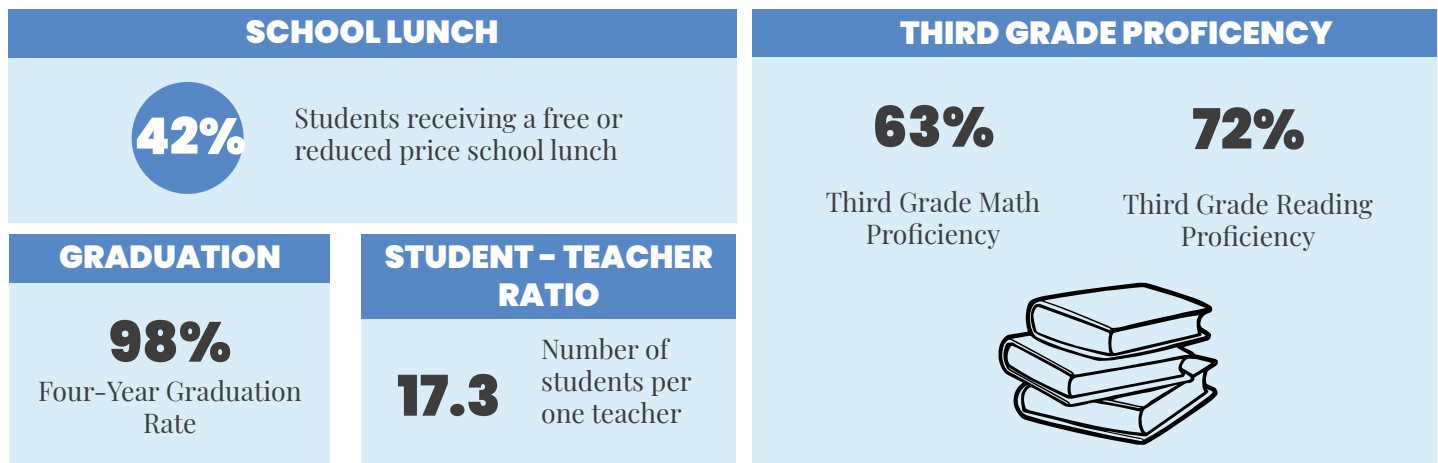 SCHOOL LUNCH
42%
Students receiving a free or
reduced price school lunch
GRADUATION
98%
Four-Year Graduation
Rate
STUDENT - TEACHER
RATIO
17.3
Number of
students per
one teacher
THIRD GRADE PROFICENCY
63%
Third Grade Math
Proficiency
72%
Third Grade Reading
Proficiency